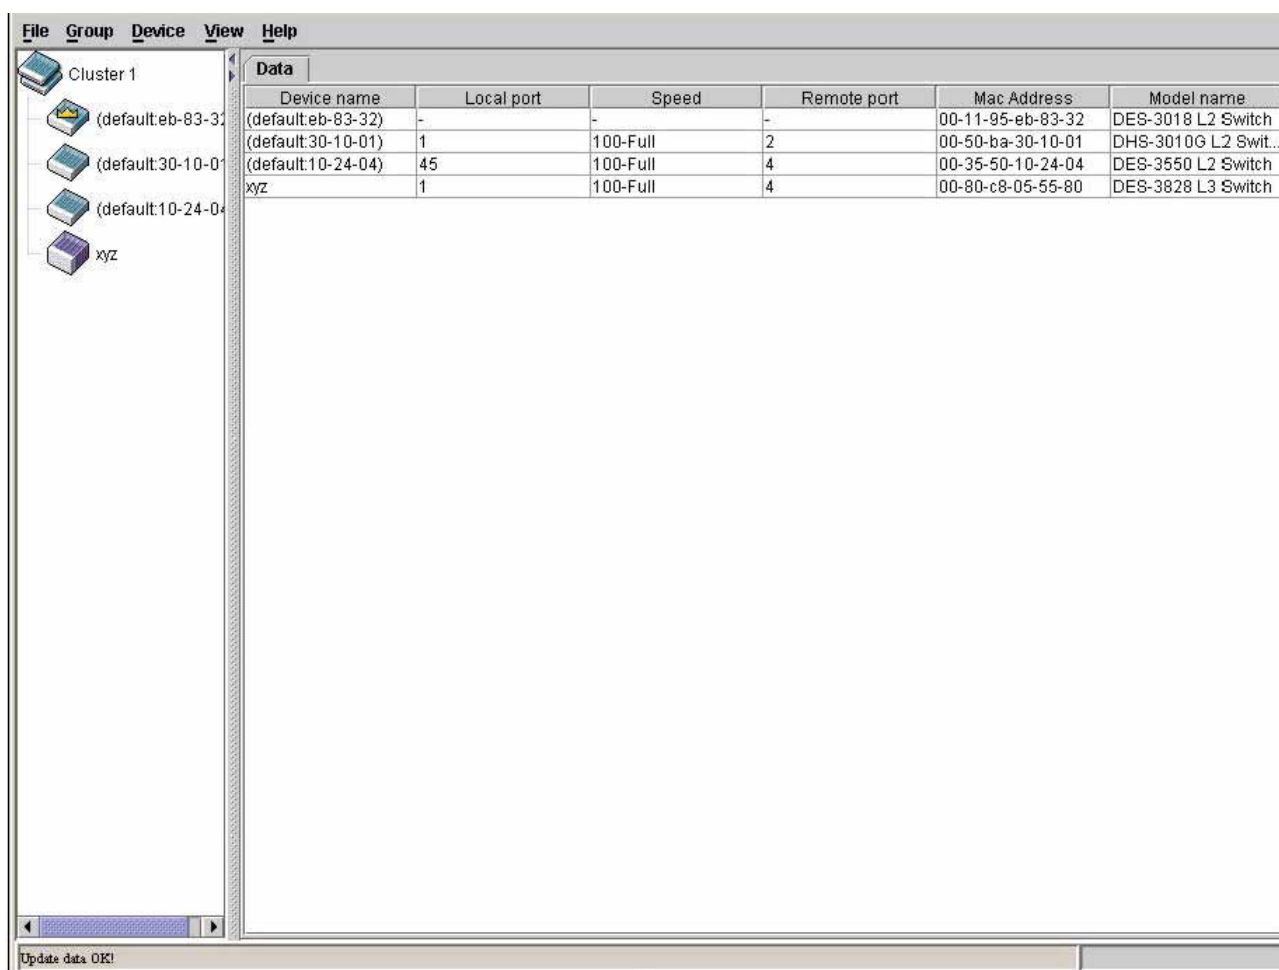 File Group Device View Help
Cluster 1
(default:eb-83-32
(default:30-10-01
(default:10-24-04
xyz
Data
Device name Local port Speed Remote port Mac Address Model name
(default:eb-83-32) - - - 00-11-95-eb-83-32 DES-3018 L2 Switch
(default:30-10-01) 1 100-Full 2 00-50-ba-30-10-01 DHS-3010G L2 Swit...
(default:10-24-04) 45 100-Full 4 00-35-50-10-24-04 DES-3550 L2 Switch
xyz 1 100-Full 4 00-80-c8-05-55-80 DES-3828 L3 Switch
Update data OK!